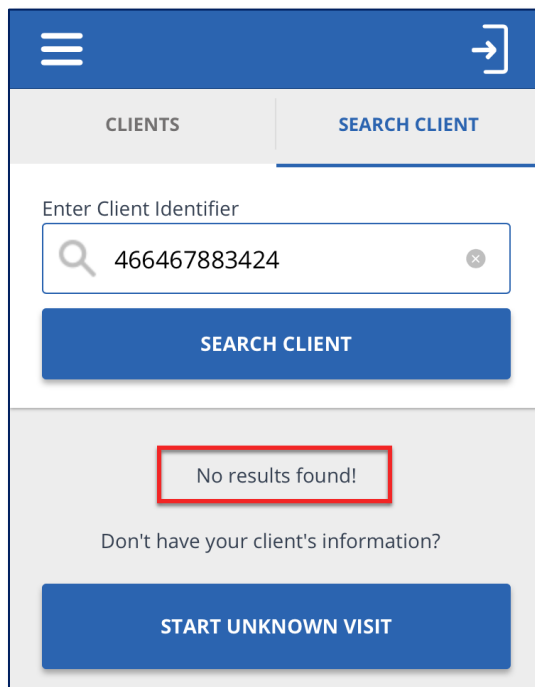 CLIENTS
SEARCH CLIENT
Enter Client Identifier
466467883424
SEARCH CLIENT
No results found!
Don't have your client's information?
START UNKNOWN VISIT